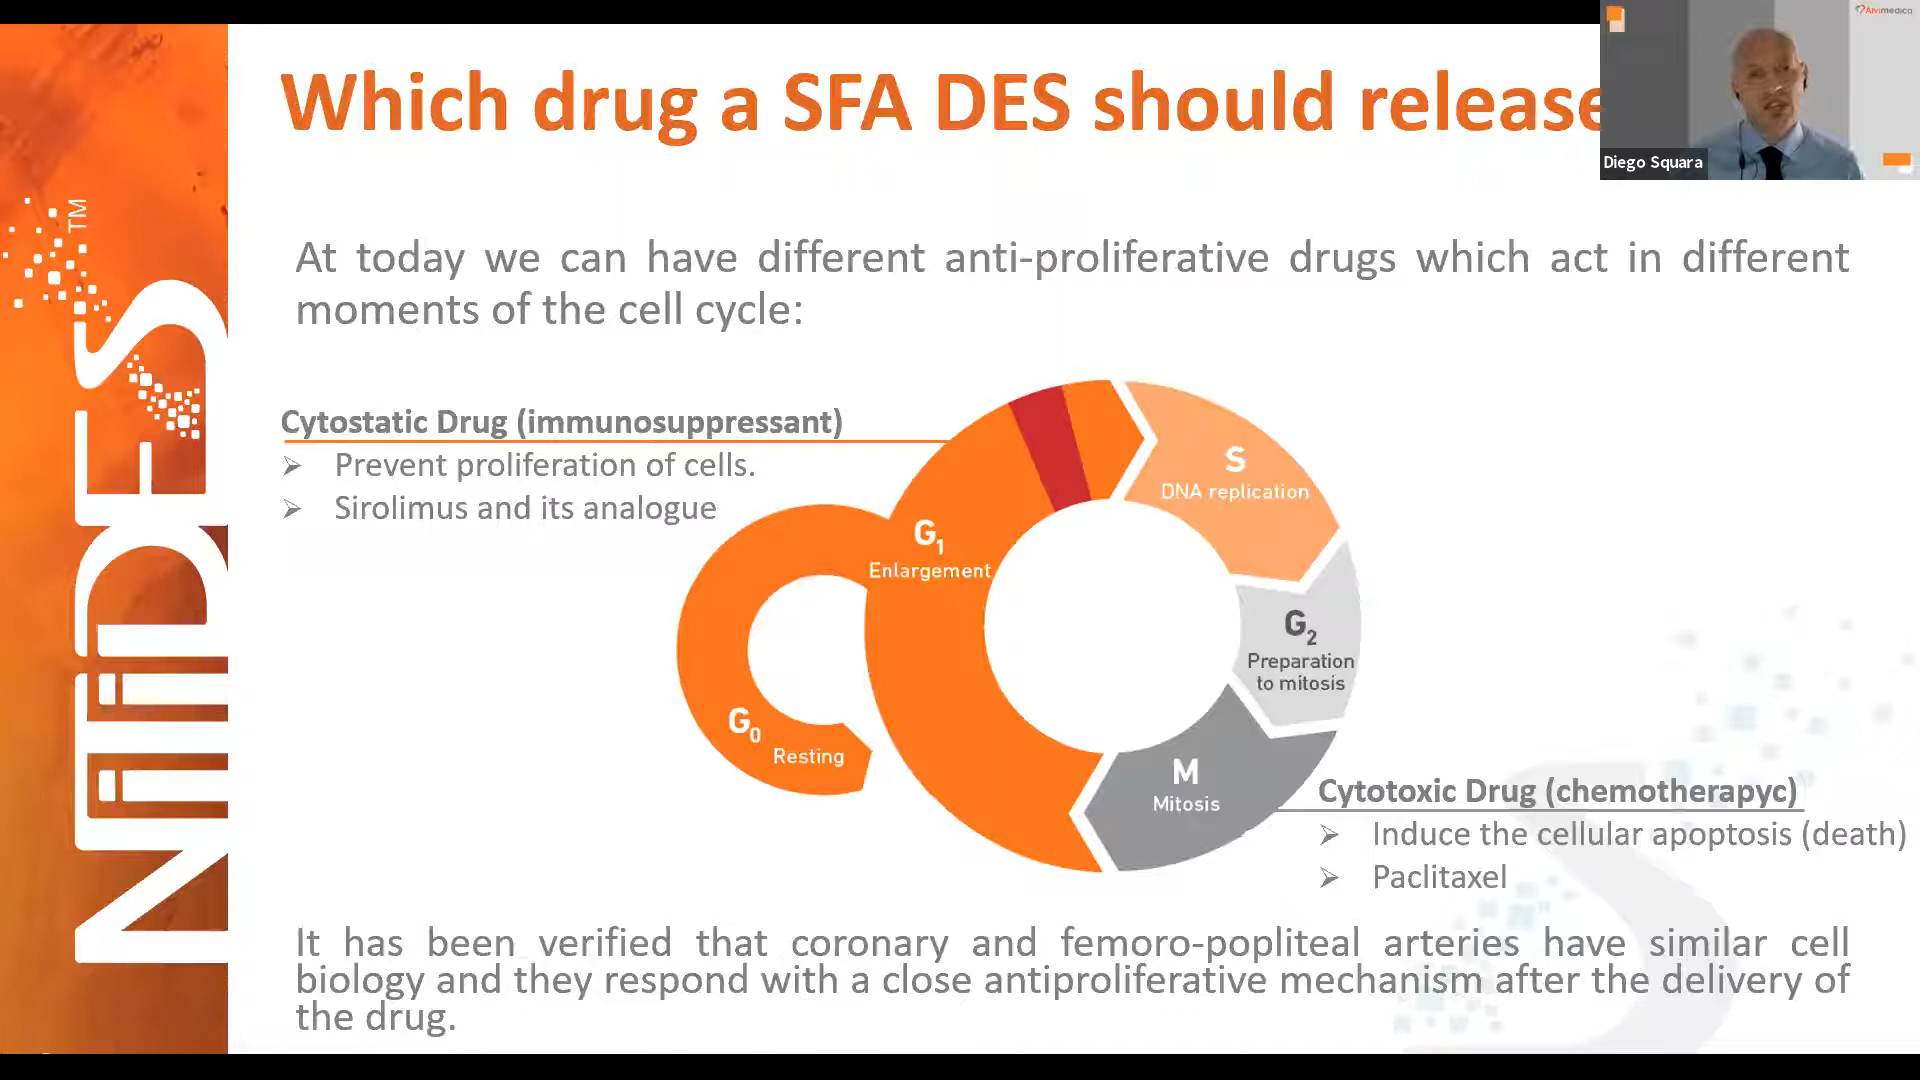 Which drug a SFA DES should release
Alvimedica
Diego Squara
NiTiDES™
At today we can have different anti-proliferative drugs which act in different
moments of the cell cycle:
Cytostatic Drug (immunosuppressant)
➢ Prevent proliferation of cells.
➢ Sirolimus and its analogue
S
DNA replication
G1
Enlargement
G2
Preparation
to mitosis
G0
Resting
M
Mitosis
Cytotoxic Drug (chemotherapyc)
➢ Induce the cellular apoptosis (death)
➢ Paclitaxel
It has been verified that coronary and femoro-popliteal arteries have similar cell
biology and they respond with a close antiproliferative mechanism after the delivery of
the drug.